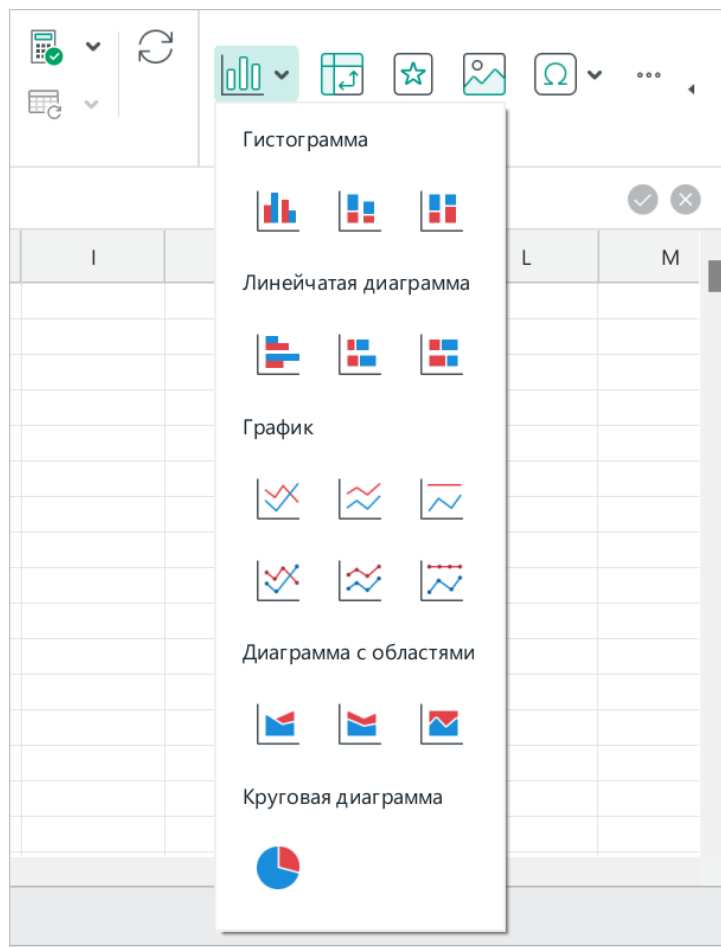 Гистограмма
I
L
M
Линейчатая диаграмма
График
Диаграмма с областями
Круговая диаграмма